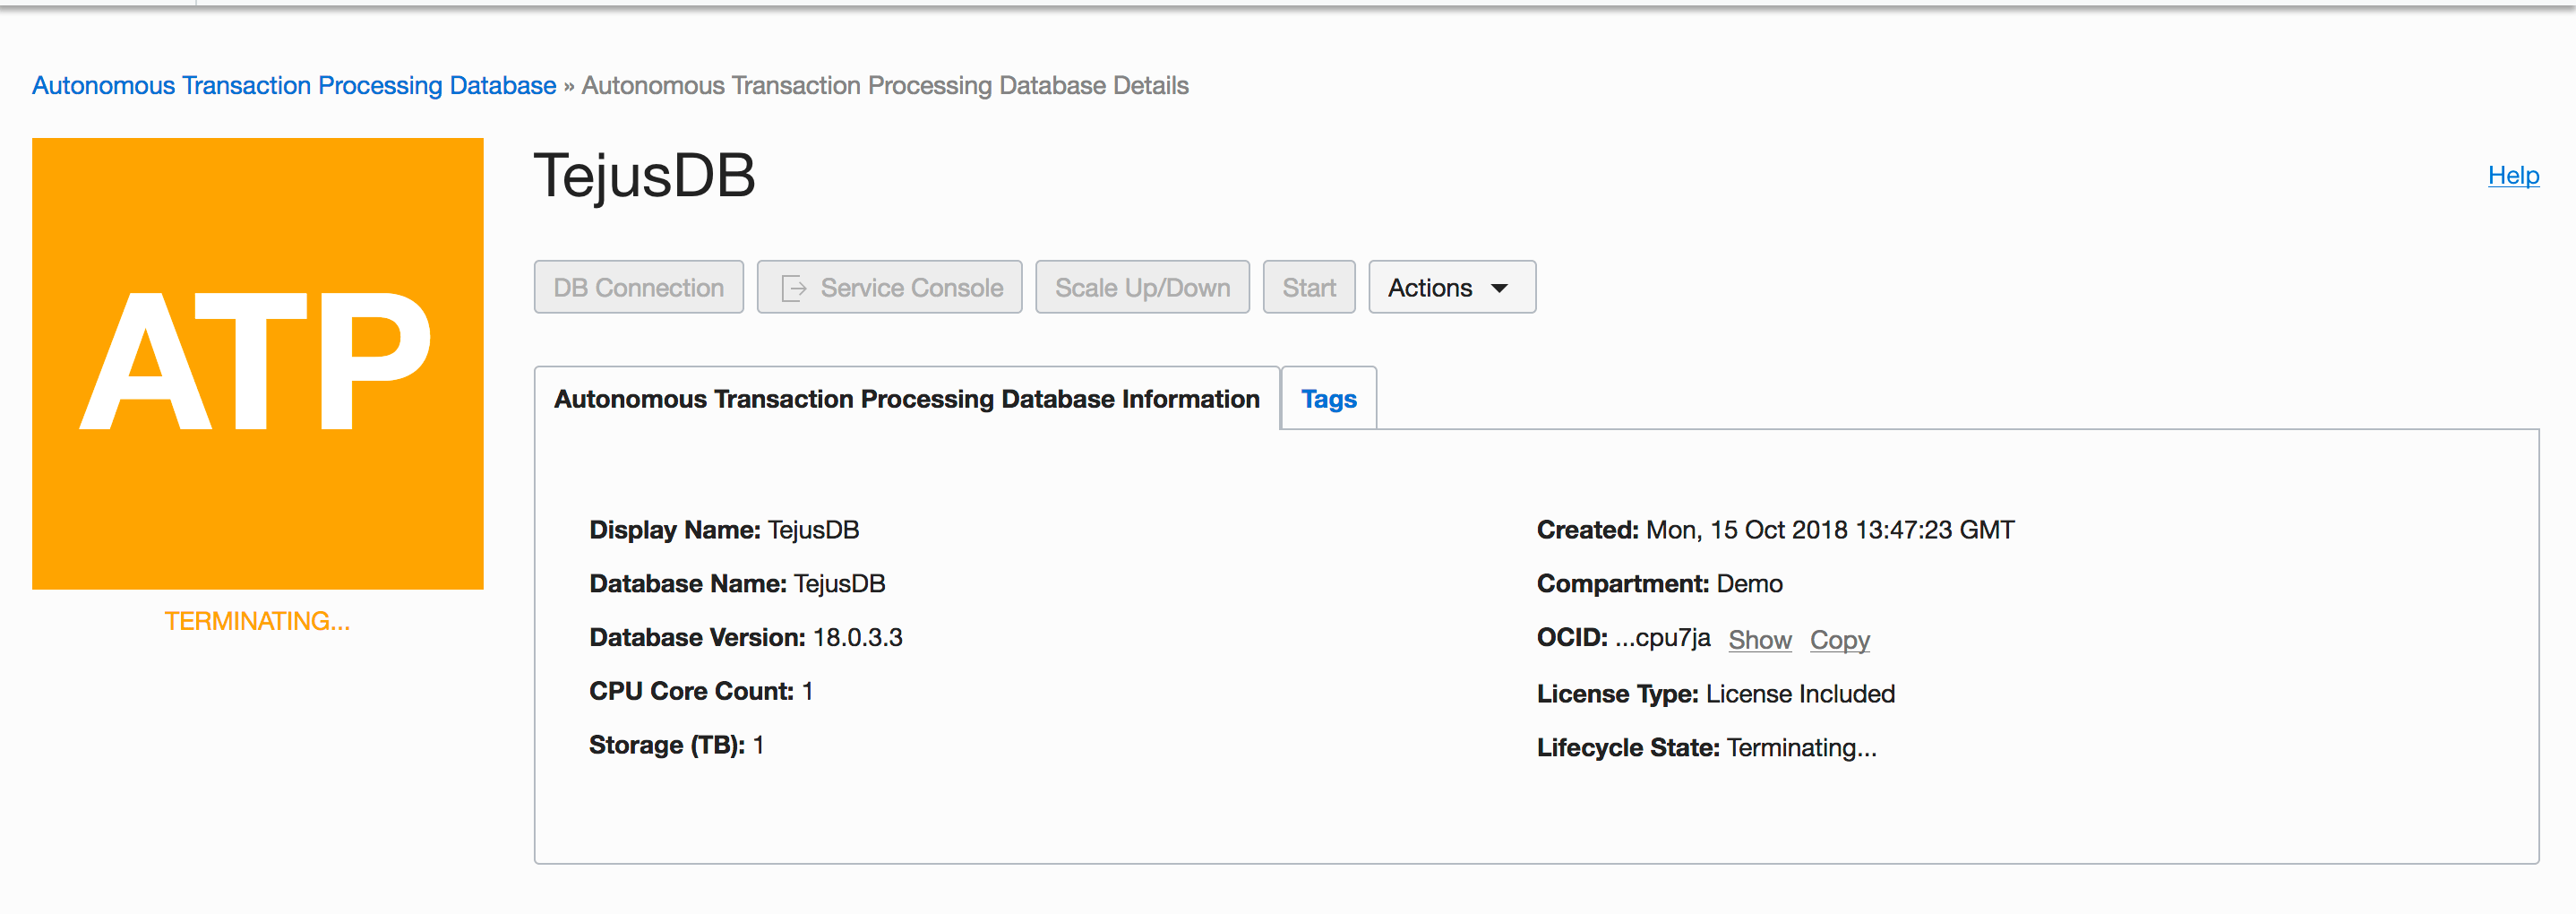 Autonomous Transaction Processing Database » Autonomous Transaction Processing Database Details
ATP
TERMINATING...
TejusDB
Help
DB Connection
Service Console
Scale Up/Down
Start
Actions
Autonomous Transaction Processing Database Information
Tags
Display Name: TejusDB
Database Name: TejusDB
Database Version: 18.0.3.3
CPU Core Count: 1
Storage (TB): 1
Created: Mon, 15 Oct 2018 13:47:23 GMT
Compartment: Demo
OCID: ...cpu7ja Show Copy
License Type: License Included
Lifecycle State: Terminating...